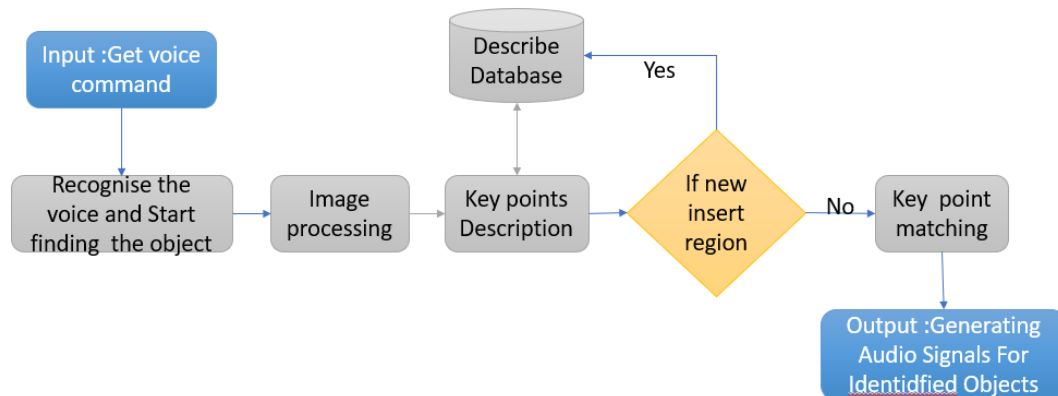 Input :Get voice
command
Describe
Database
Yes
Recognise the
voice and Start
finding  the object
Image
processing
Key points
Description
If new
insert
region
No
Key  point
matching
Output :Generating
Audio Signals For
Identidfied Objects